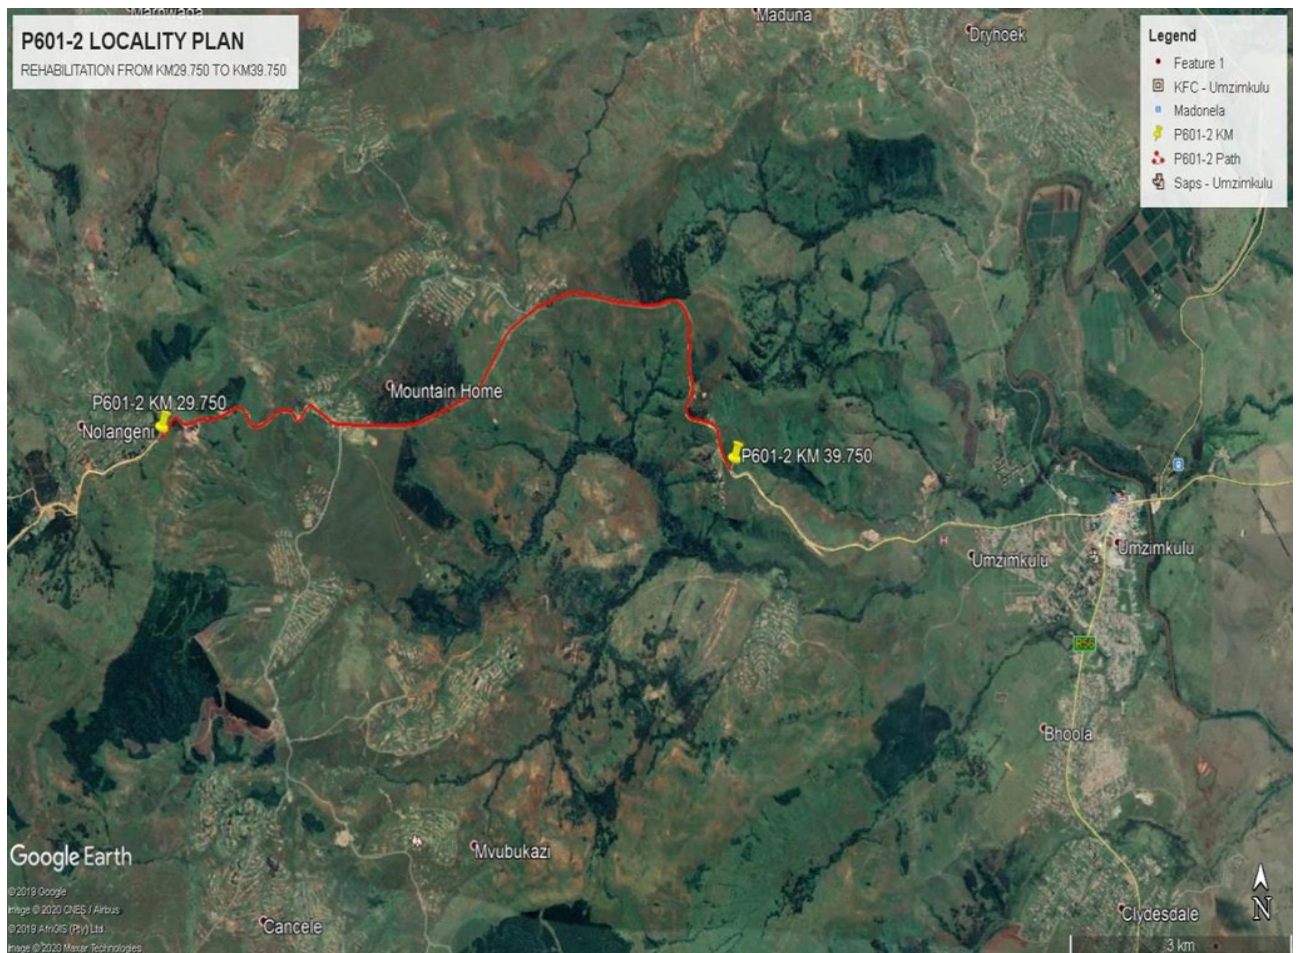 Maduna
Dryhoek
P601-2 LOCALITY PLAN
REHABILITATION FROM KM29.750 TO KM39.750
Legend
Feature 1
KFC - Umzimkulu
Madonela
P601-2 KM
P601-2 Path
Saps - Umzimkulu
Mountain Home
P601-2 KM 29.750
Nolangeni
P601-2 KM 39.750
Umzimkulu
Umzimkulu
R56
Bhoola
Mvubukazi
Google Earth
©2019 Google
Image © 2020 CNES / Airbus
©2019 AfriGIS (Pty) Ltd.
Image © 2020 Maxar Technologies
Cancele
Clydesdale
N
3 km